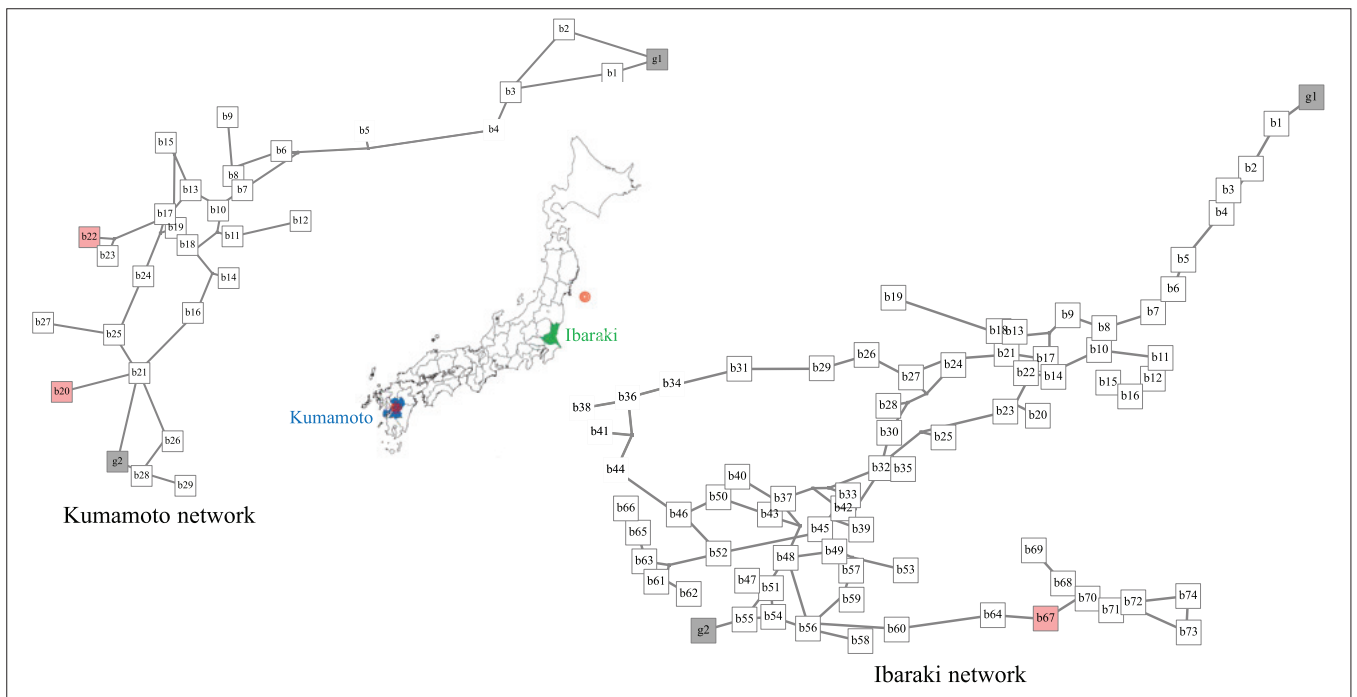 b2
g1
b1
b3
b9
b5
b4
b15
b6
b8
b7
b13
b10
b17
b12
b19
b11
b22
b18
b23
b24
b14
b16
b27
b25
b21
b20
b26
g2
b28
b29
Kumamoto network
Ibaraki
Kumamoto
g1
b1
b2
b3
b4
b5
b6
b19
b7
b9
b18
b13
b8
b21
b17
b10
b11
b26
b24
b31
b29
b27
b22
b14
b15
b12
b34
b16
b36
b38
b28
b23
b20
b41
b30
b25
b44
b32
b35
b40
b50
b37
b33
b66
b46
b43
b42
b65
b45
b39
b52
b48
b49
b63
b57
b53
b69
b61
b47
b51
b62
b59
b68
b70
b74
b55
b54
b64
b67
b71
b72
g2
b56
b60
b58
b73
Ibaraki network